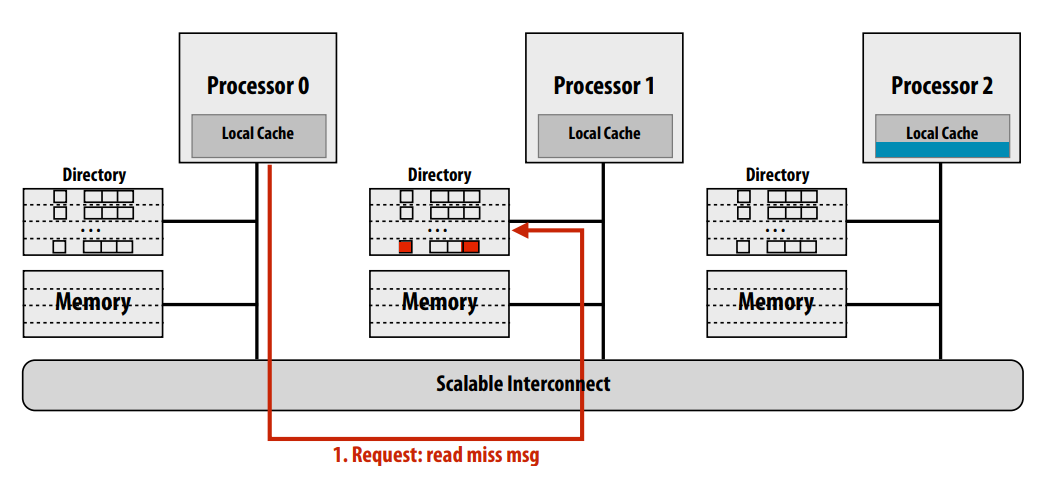 Processor 0
Processor 1
Processor 2
Local Cache
Local Cache
Local Cache
Directory
Directory
Directory
...
...
...
Memory
Memory
Memory
Scalable Interconnect
1. Request: read miss msg